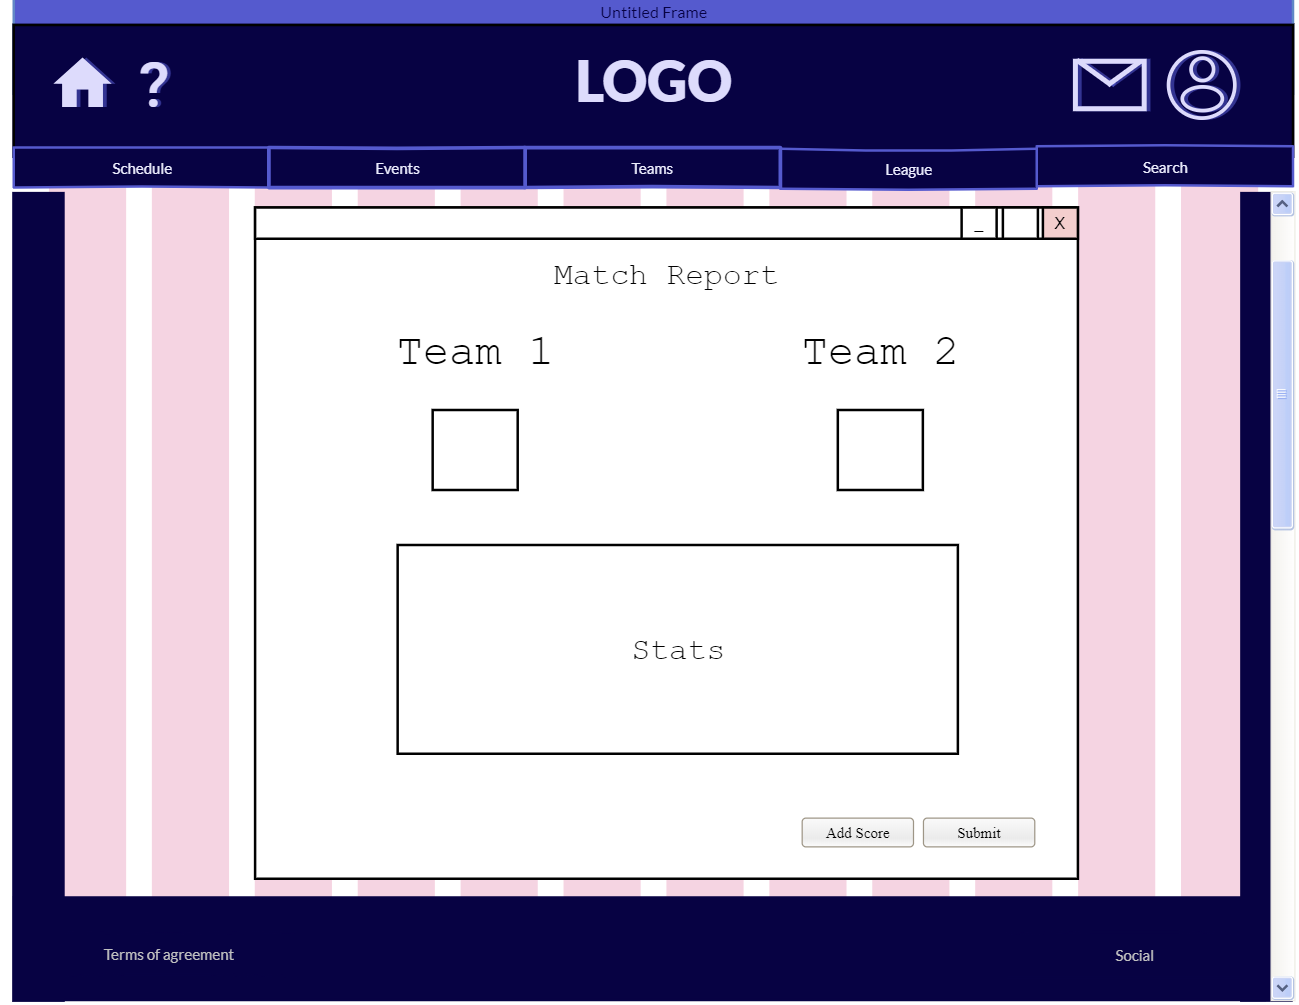 Untitled Frame
?
LOGO
Schedule
Events
Teams
League
Search
_
X
Match Report
Team 1
Team 2
Stats
Add Score
Submit
Terms of agreement
Social